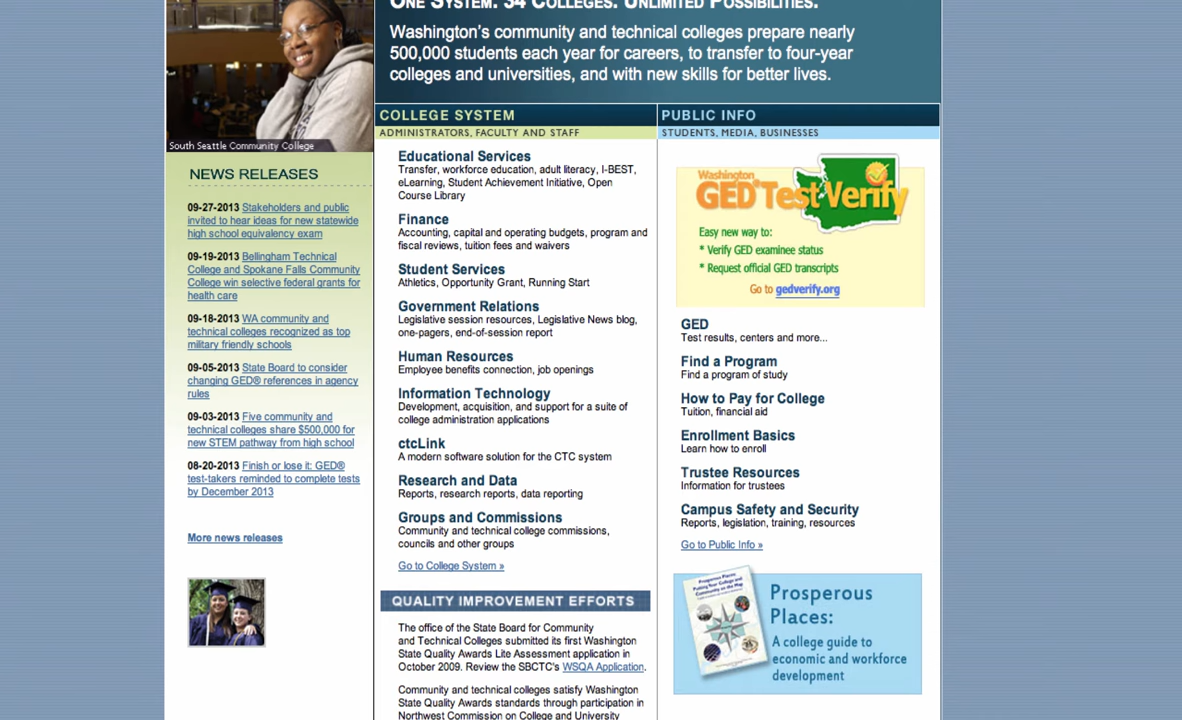 ONE SYSTEM. 34 COLLEGES. UNLIMITED POSSIBILITIES.
Washington's community and technical colleges prepare nearly
500,000 students each year for careers, to transfer to four-year
colleges and universities, and with new skills for better lives.
South Seattle Community College
NEWS RELEASES
09-27-2013 Stakeholders and public
invited to hear ideas for new statewide
high school equivalency exam
09-19-2013 Bellingham Technical
College and Spokane Falls Community
College win selective federal grants for
health care
09-18-2013 WA community and
technical colleges recognized as top
military friendly schools
09-05-2013 State Board to consider
changing GED® references in agency
rules
09-03-2013 Five community and
technical colleges share $500,000 for
new STEM pathway from high school
08-20-2013 Finish or lose it: GED®
test-takers reminded to complete tests
by December 2013
More news releases
COLLEGE SYSTEM
ADMINISTRATORS, FACULTY AND STAFF
Educational Services
Transfer, workforce education, adult literacy, I-BEST,
eLearning, Student Achievement Initiative, Open
Course Library
Finance
Accounting, capital and operating budgets, program and
fiscal reviews, tuition fees and waivers
Student Services
Athletics, Opportunity Grant, Running Start
Government Relations
Legislative session resources, Legislative News blog,
one-pagers, end-of-session report
Human Resources
Employee benefits connection, job openings
Information Technology
Development, acquisition, and support for a suite of
college administration applications
ctcLink
A modern software solution for the CTC system
Research and Data
Reports, research reports, data reporting
Groups and Commissions
Community and technical college commissions,
councils and other groups
Go to College System »
QUALITY IMPROVEMENT EFFORTS
The office of the State Board for Community
and Technical Colleges submitted its first Washington
State Quality Awards Lite Assessment application in
October 2009. Review the SBCTC's WSQA Application.
Community and technical colleges satisfy Washington
State Quality Awards standards through participation in
Northwest Commission on College and University
PUBLIC INFO
STUDENTS, MEDIA, BUSINESSES
Washington
GED® Test Verify
Easy new way to:
* Verify GED examinee status
* Request official GED transcripts
Go to gedverify.org
GED
Test results, centers and more...
Find a Program
Find a program of study
How to Pay for College
Tuition, financial aid
Enrollment Basics
Learn how to enroll
Trustee Resources
Information for trustees
Campus Safety and Security
Reports, legislation, training, resources
Go to Public Info »
Prosperous Places:
Putting Your College and
Community on the Map
Prosperous
Places:
A college guide to
economic and workforce
development